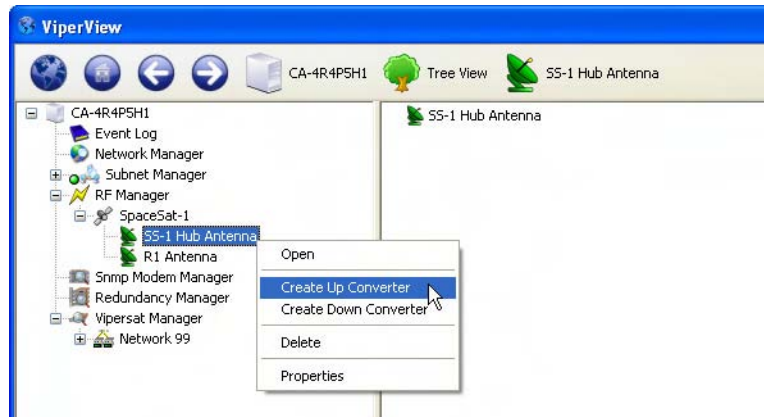 ViperView
CA-4R4P5H1 Tree View SS-1 Hub Antenna
CA-4R4P5H1
Event Log
Network Manager
Subnet Manager
RF Manager
SpaceSat-1
SS-1 Hub Antenna
R1 Antenna
Snmp Modem Manager
Redundancy Manager
Vipersat Manager
Network 99
SS-1 Hub Antenna
Open
Create Up Converter
Create Down Converter
Delete
Properties